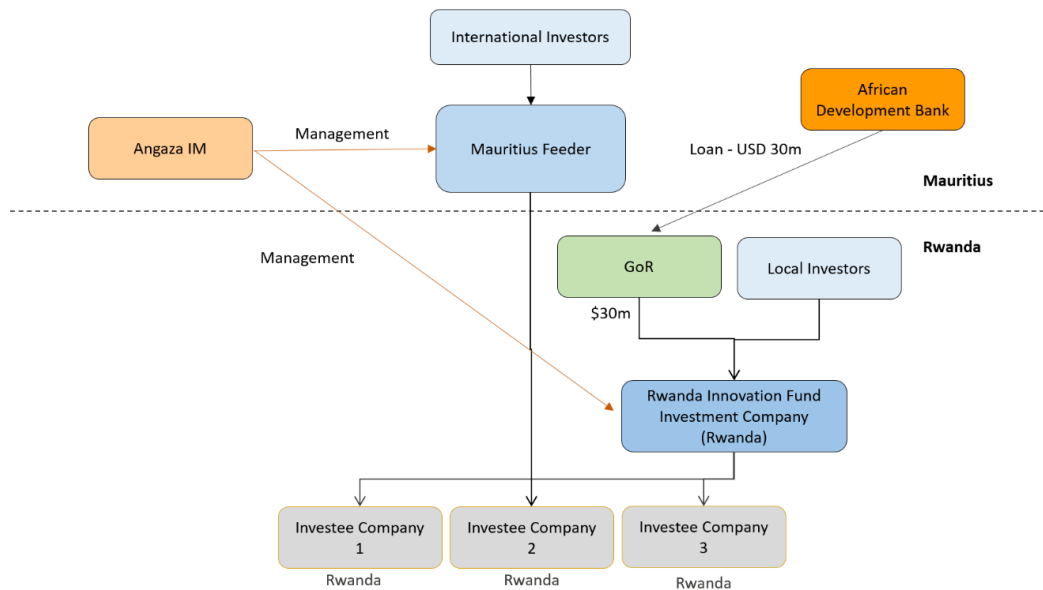 International Investors
African
Development Bank
Angaza IM
Management
Mauritius Feeder
Loan - USD 30m
Mauritius
Rwanda
Management
GoR
Local Investors
$30m
Rwanda Innovation Fund
Investment Company
(Rwanda)
Investee Company
1
Investee Company
2
Investee Company
3
Rwanda
Rwanda
Rwanda